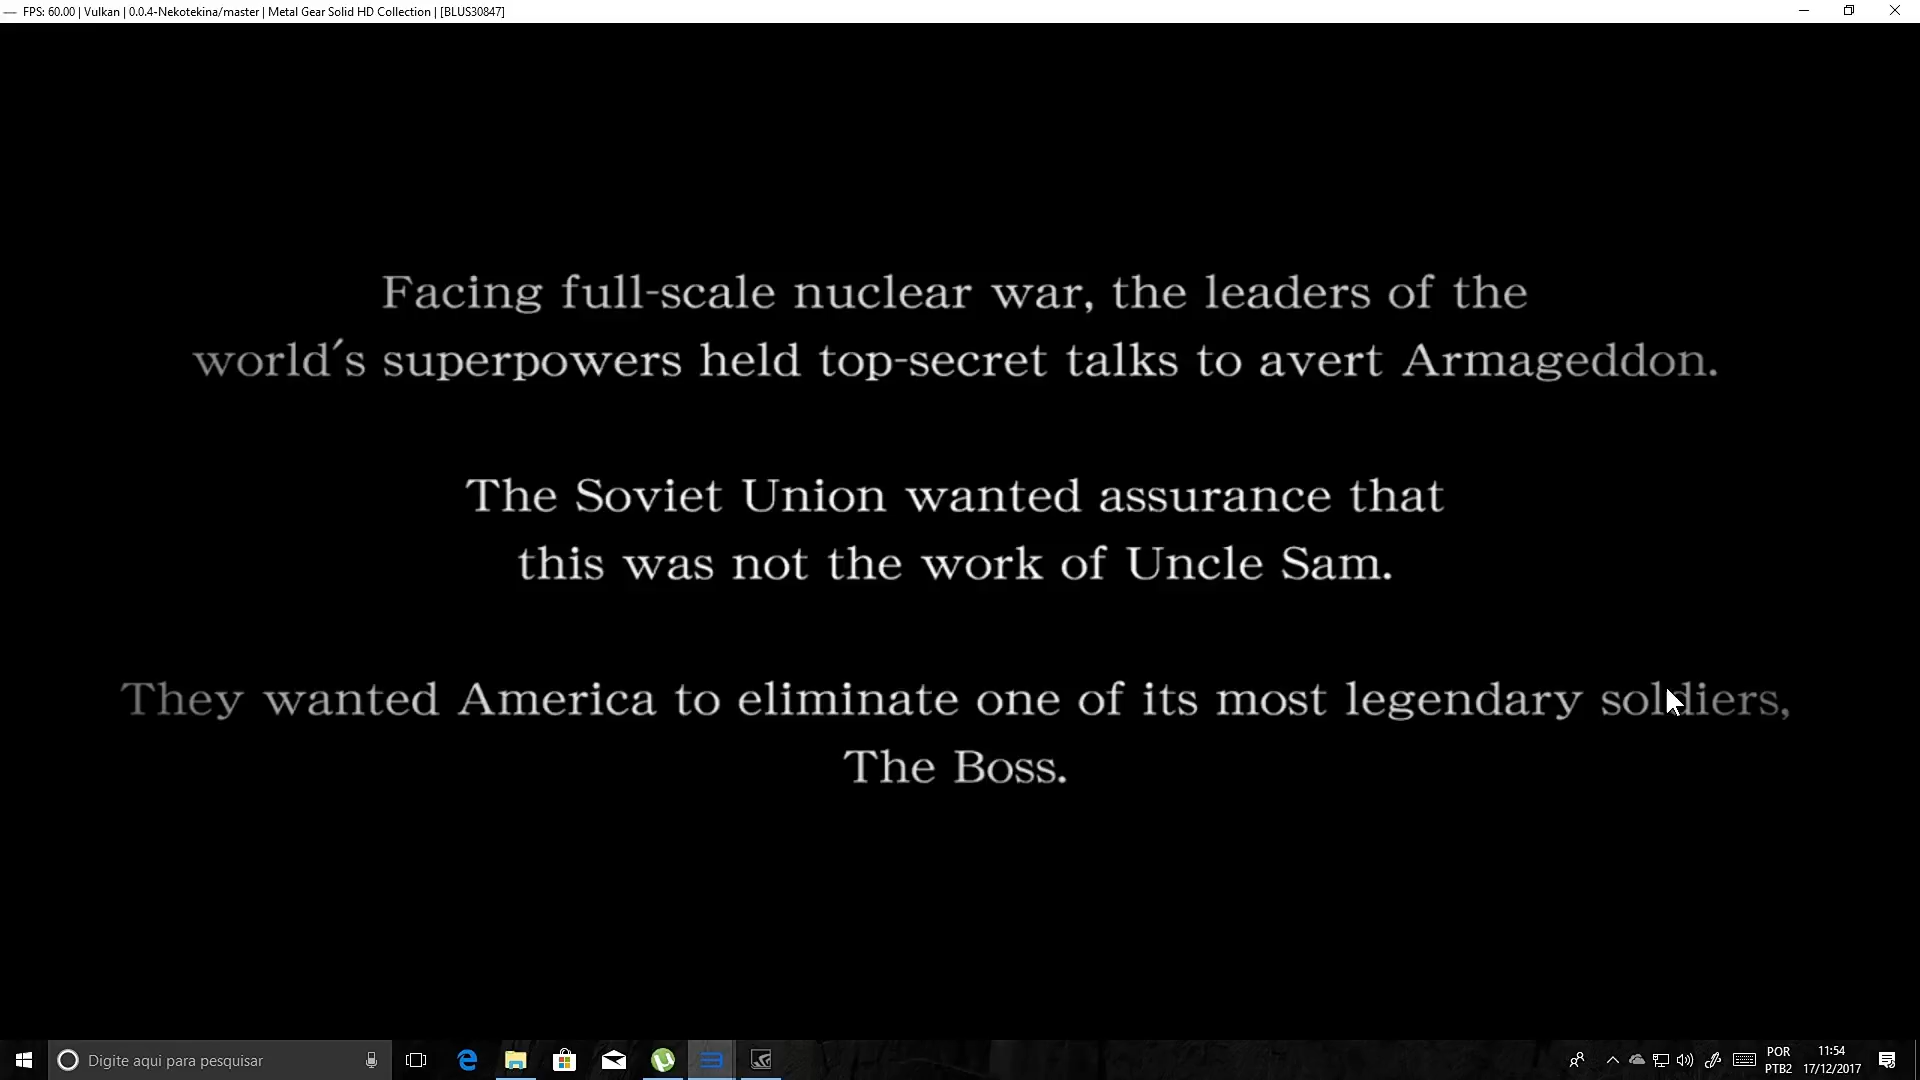 FPS: 60.00 | Vulkan | 0.0.4-Nekotekina/master | Metal Gear Solid HD Collection | [BLUS30847]
Facing full-scale nuclear war, the leaders of the
world's superpowers held top-secret talks to avert Armageddon.
The Soviet Union wanted assurance that
this was not the work of Uncle Sam.
They wanted America to eliminate one of its most legendary soldiers,
The Boss.
Digite aqui para pesquisar
POR
PTB2
11:54
17/12/2017